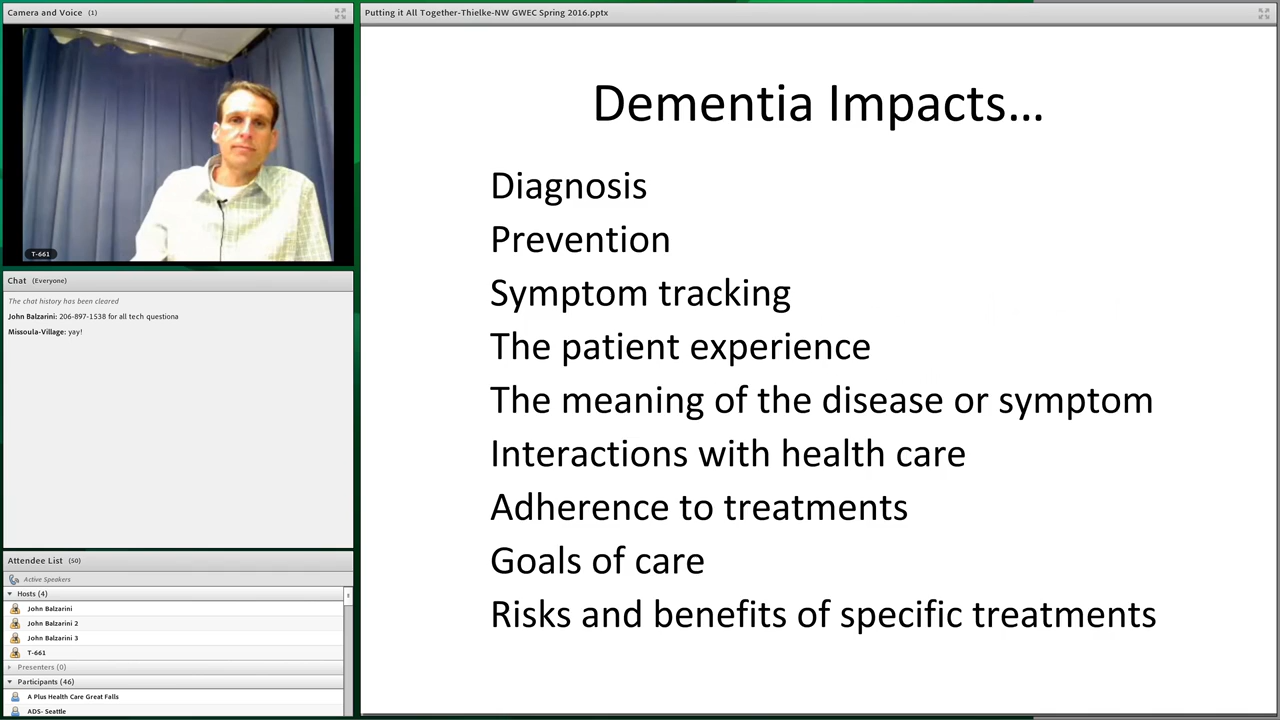 Camera and Voice (1)
T-661
Chat (Everyone)
The chat history has been cleared
John Balzarini: 206-897-1538 for all tech questiona
Missoula-Village: yay!
Attendee List (50)
Active Speakers
Hosts (4)
John Balzarini
John Balzarini 2
John Balzarini 3
T-661
Presenters (0)
Participants (46)
A Plus Health Care Great Falls
ADS- Seattle
Putting it All Together-Thielke-NW GWEC Spring 2016.pptx
Dementia Impacts…
Diagnosis
Prevention
Symptom tracking
The patient experience
The meaning of the disease or symptom
Interactions with health care
Adherence to treatments
Goals of care
Risks and benefits of specific treatments